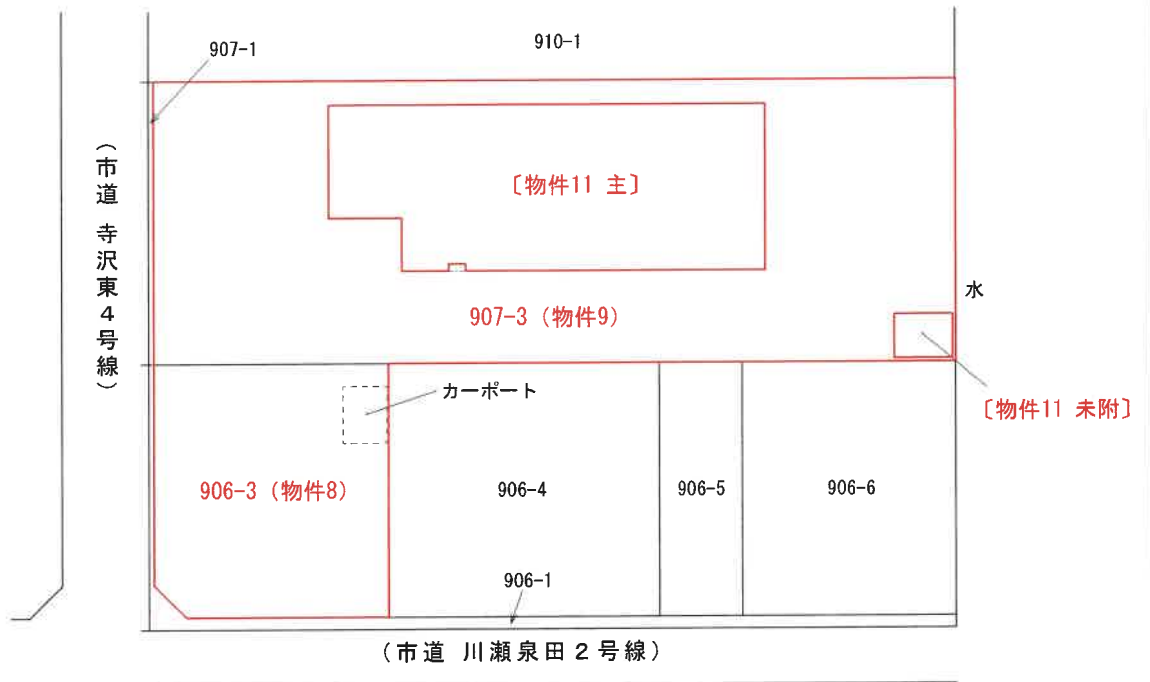 910-1
907-1
(市道 寺沢東4号線)
〔物件11 主〕
水
907-3 (物件9)
カーポート
〔物件11 未附〕
906-3 (物件8)
906-4
906-5
906-6
906-1
(市道 川瀬泉田2号線)